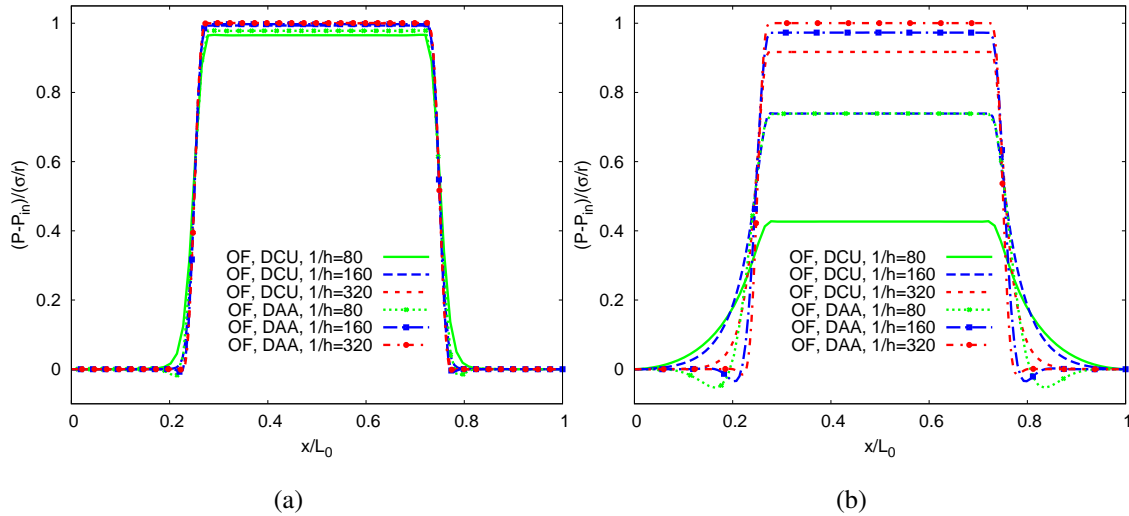 (P-P_in)/(σ/r)
1
0.8
0.6
0.4
0.2
0
OF, DCU, 1/h=80
OF, DCU, 1/h=160
OF, DCU, 1/h=320
OF, DAA, 1/h=80
OF, DAA, 1/h=160
OF, DAA, 1/h=320
0 0.2 0.4 0.6 0.8 1
x/L_0
(a)
(P-P_in)/(σ/r)
1
0.8
0.6
0.4
0.2
0
OF, DCU, 1/h=80
OF, DCU, 1/h=160
OF, DCU, 1/h=320
OF, DAA, 1/h=80
OF, DAA, 1/h=160
OF, DAA, 1/h=320
0 0.2 0.4 0.6 0.8 1
x/L_0
(b)